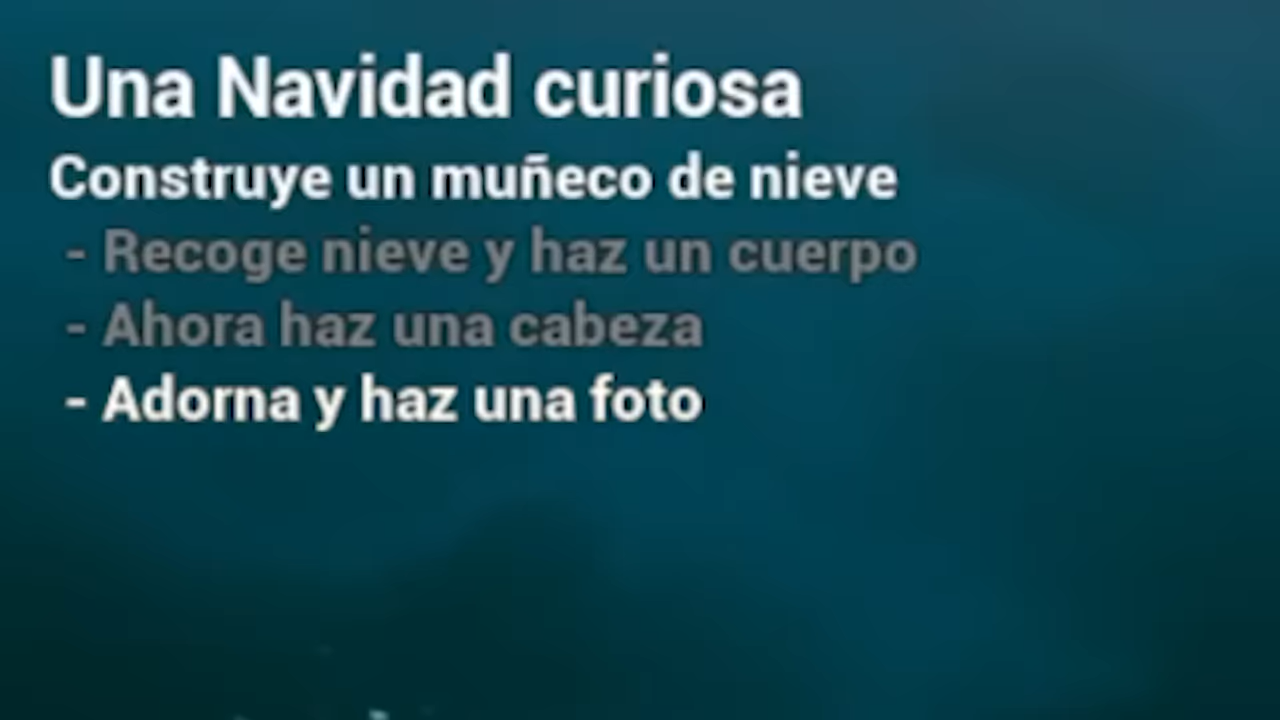 Una Navidad curiosa
Construye un muñeco de nieve
- Recoge nieve y haz un cuerpo
- Ahora haz una cabeza
- Adorna y haz una foto